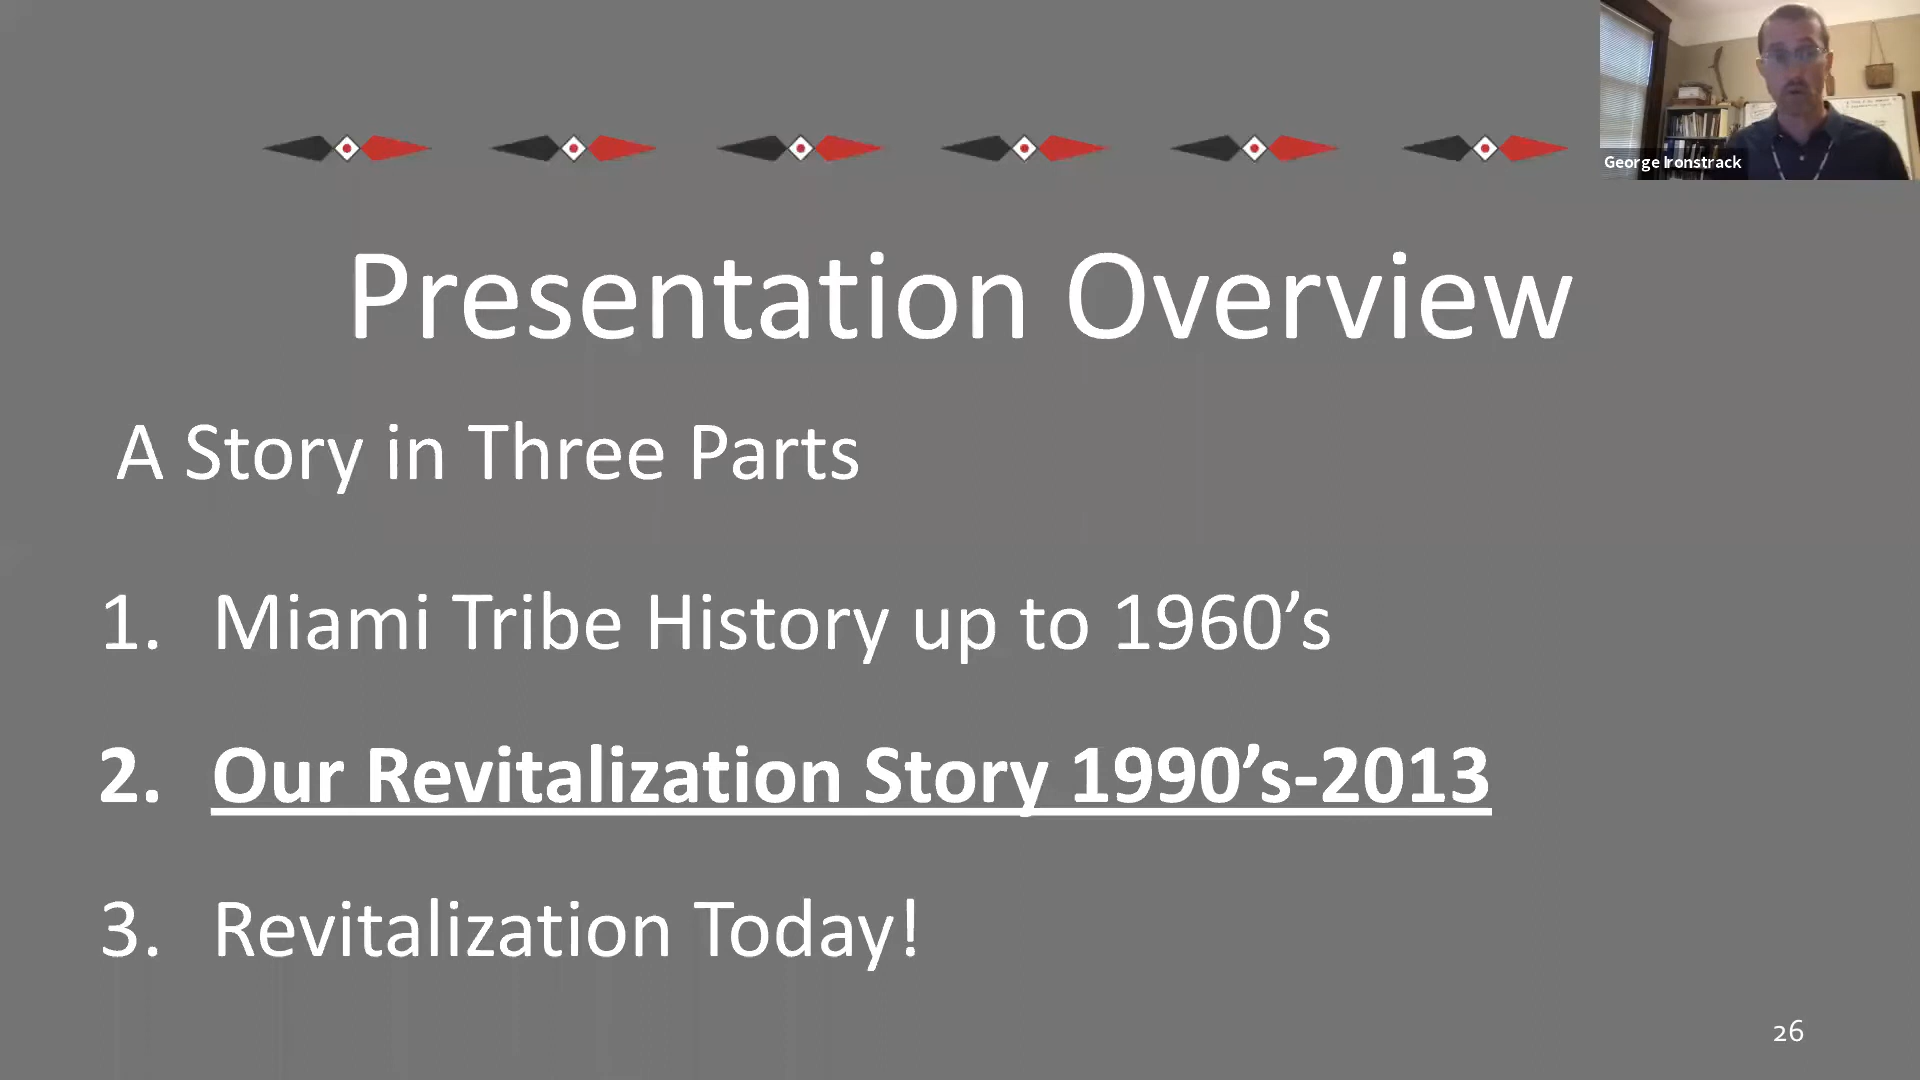 George Ironstrack
Presentation Overview
A Story in Three Parts
1. Miami Tribe History up to 1960’s
2. Our Revitalization Story 1990’s-2013
3. Revitalization Today!
26